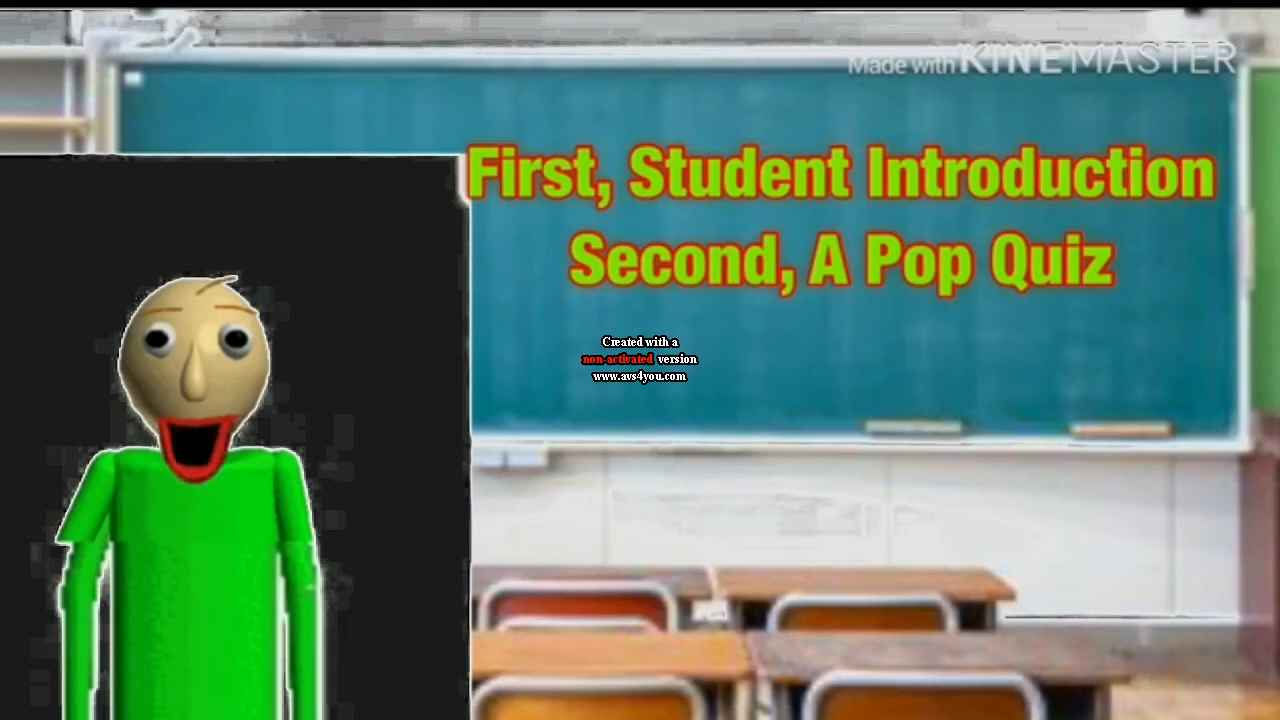 Made with KINEMASTER
First, Student Introduction
Second, A Pop Quiz
Created with a
non-activated version
www.avs4you.com